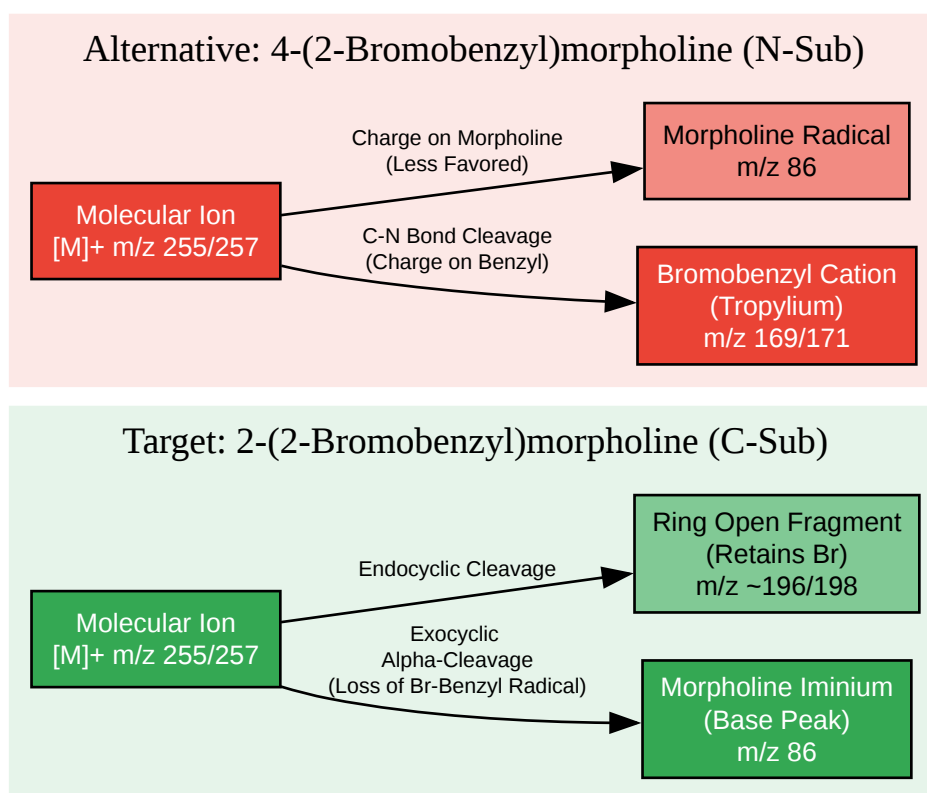 Alternative: 4-(2-Bromobenzyl)morpholine (N-Sub)
Molecular Ion
[M]+ m/z 255/257
Charge on Morpholine
(Less Favored)
Morpholine Radical
m/z 86
C-N Bond Cleavage
(Charge on Benzyl)
Bromobenzyl Cation
(Tropylium)
m/z 169/171
Target: 2-(2-Bromobenzyl)morpholine (C-Sub)
Molecular Ion
[M]+ m/z 255/257
Endocyclic Cleavage
Ring Open Fragment
(Retains Br)
m/z ~196/198
Exocyclic
Alpha-Cleavage
(Loss of Br-Benzyl Radical)
Morpholine Iminium
(Base Peak)
m/z 86